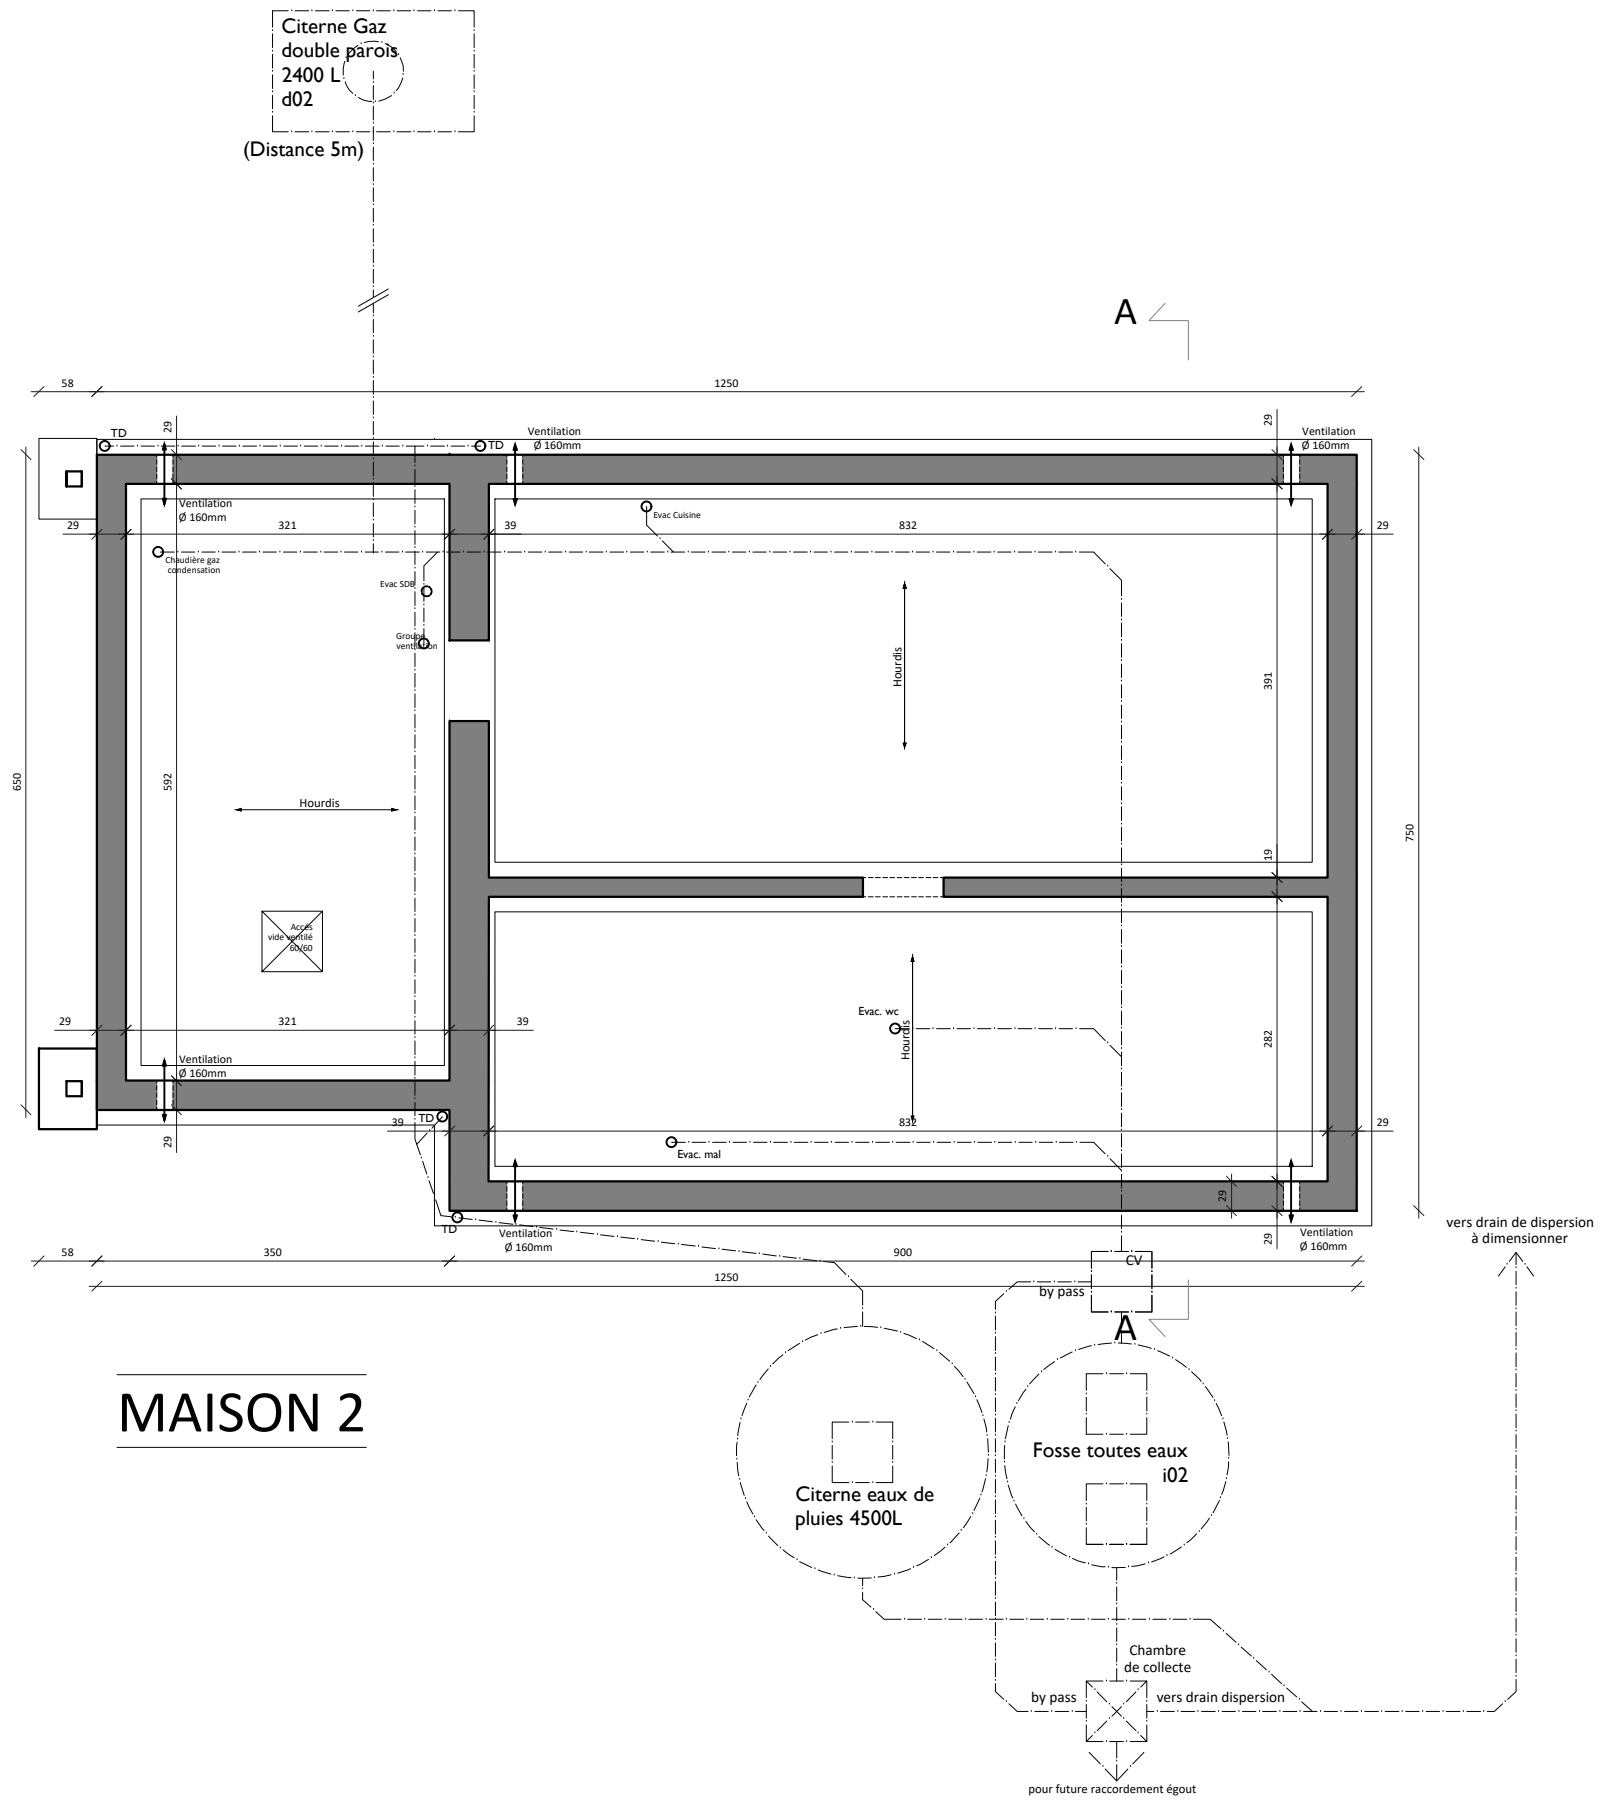 Citerne Gaz
double parois
2400 L
d02
(Distance 5m)
A
58
1250
TD
29
TD
Ventilation
Ø 160mm
29
Ventilation
Ø 160mm
Ventilation
Ø 160mm
29
321
39
Evac Cuisine
832
29
Chaudière gaz
condensation
Evac SDB
Groupe
ventilation
Hourdis
391
650
592
Hourdis
750
19
Accés
vide ventilé
60/60
Evac. wc
Hourdis
282
29
321
39
Ventilation
Ø 160mm
29
TD
39
832
29
Evac. mal
29
TD
Ventilation
Ø 160mm
29
Ventilation
Ø 160mm
vers drain de dispersion
à dimensionner
58
350
900
CV
1250
by pass
A
MAISON 2
Fosse toutes eaux
i02
Citerne eaux de
pluies 4500L
Chambre
de collecte
by pass
vers drain dispersion
pour future raccordement égout